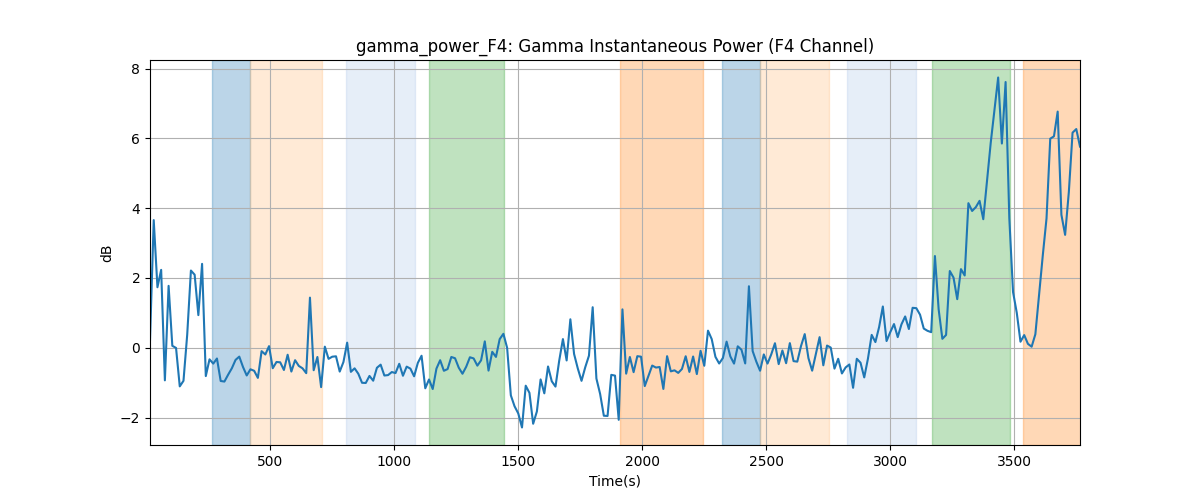 gamma_power_F4: Gamma Instantaneous Power (F4 Channel)
8
6
4
2
0
−2
dB
500 1000 1500 2000 2500 3000 3500
Time(s)